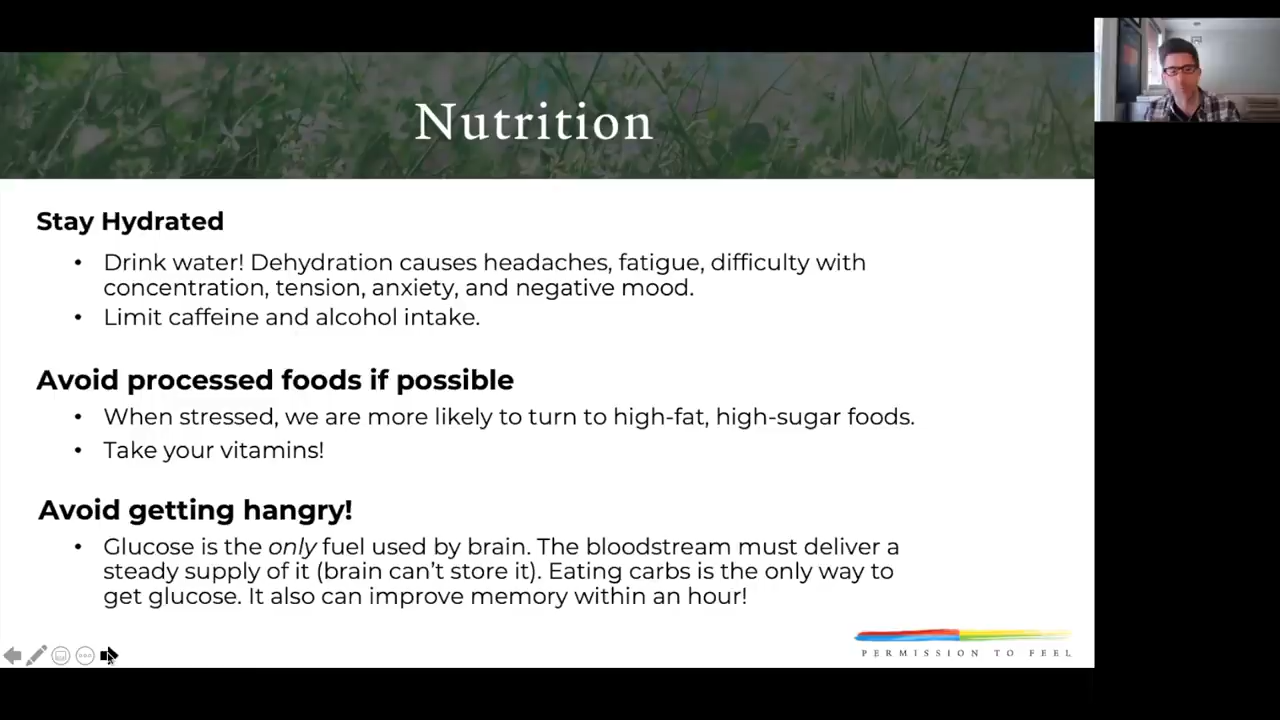 Nutrition
Stay Hydrated
• Drink water! Dehydration causes headaches, fatigue, difficulty with
concentration, tension, anxiety, and negative mood.
• Limit caffeine and alcohol intake.
Avoid processed foods if possible
• When stressed, we are more likely to turn to high-fat, high-sugar foods.
• Take your vitamins!
Avoid getting hangry!
• Glucose is the only fuel used by brain. The bloodstream must deliver a
steady supply of it (brain can’t store it). Eating carbs is the only way to
get glucose. It also can improve memory within an hour!
PERMISSION TO FEEL